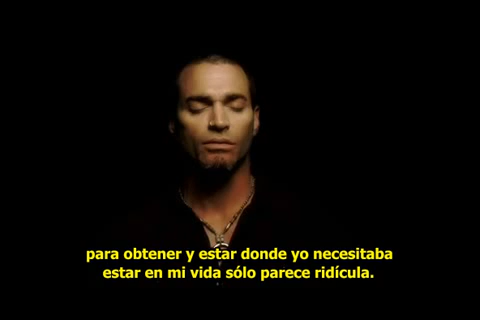 para obtener y estar donde yo necesitaba
estar en mi vida sólo parece ridícula.